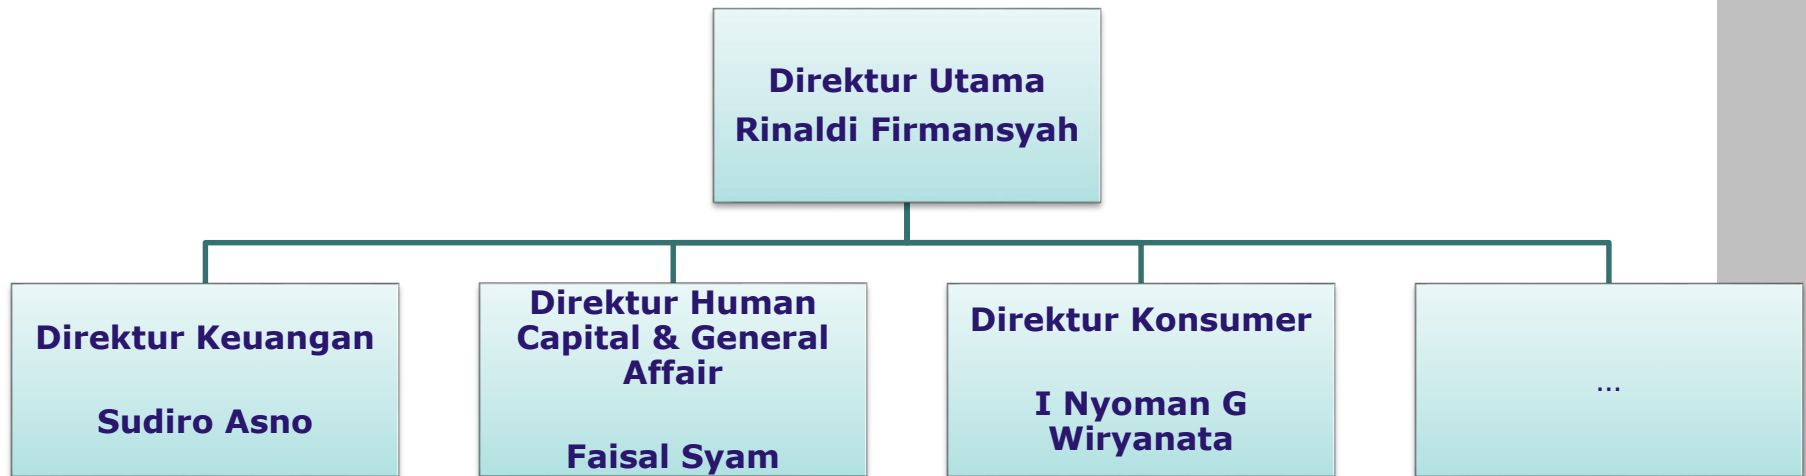 Direktur Utama
Rinaldi Firmansyah
Direktur Keuangan
Sudiro Asno
Direktur Human
Capital & General
Affair
Faisal Syam
Direktur Konsumer
I Nyoman G
Wiryanata
...